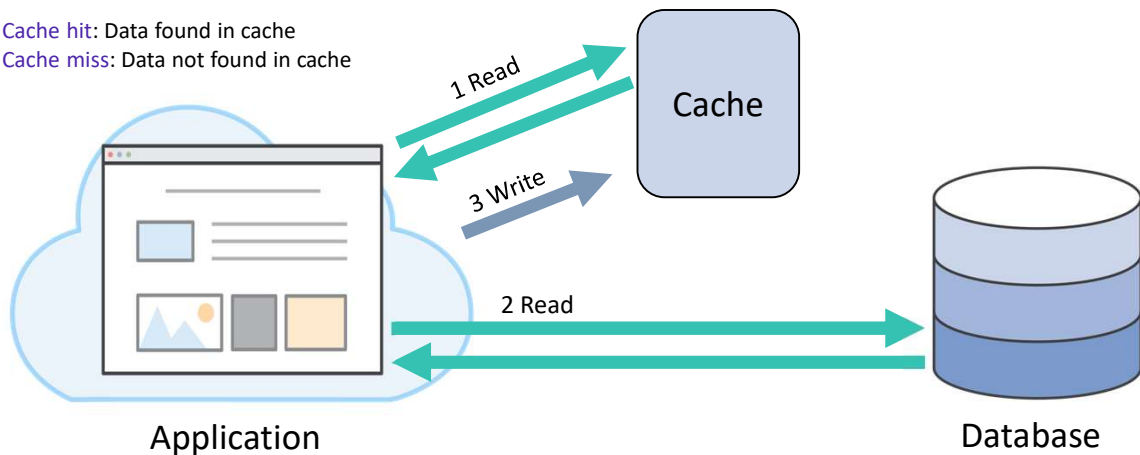 Cache hit: Data found in cache
Cache miss: Data not found in cache
1 Read
Cache
3 Write
2 Read
Application
Database